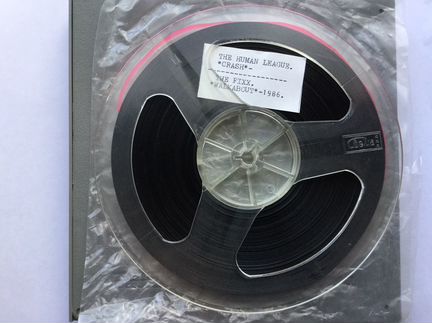 THE HUMAN LEAGUE.
*CRASH*-
----------------
THE FIXX.
*WALKABOUT*-1986.